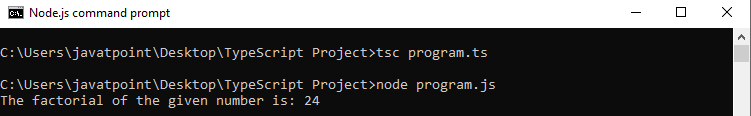 Node.js command prompt
C:\Users\javatpoint\Desktop\TypeScript Project>tsc program.ts
C:\Users\javatpoint\Desktop\TypeScript Project>node program.js
The factorial of the given number is: 24